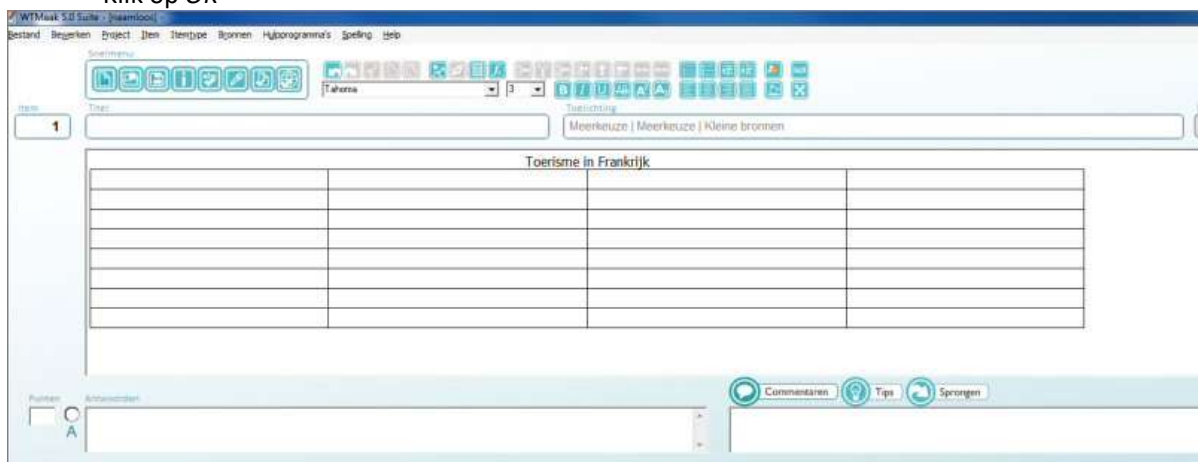 Klik op OK
WTMaak 5.0 Suite - [naamloos] -
Bestand Bewerken Project Item Itemtype Bronnen Hulpprogramma's Spelling Help
Snelmenu
Tahoma 3
Item Titel Toelichting
1 Meerkeuze | Meerkeuze | Kleine bronnen
Toerisme in Frankrijk
Commentaren Tips Sprongen
Punten Antwoorden
A